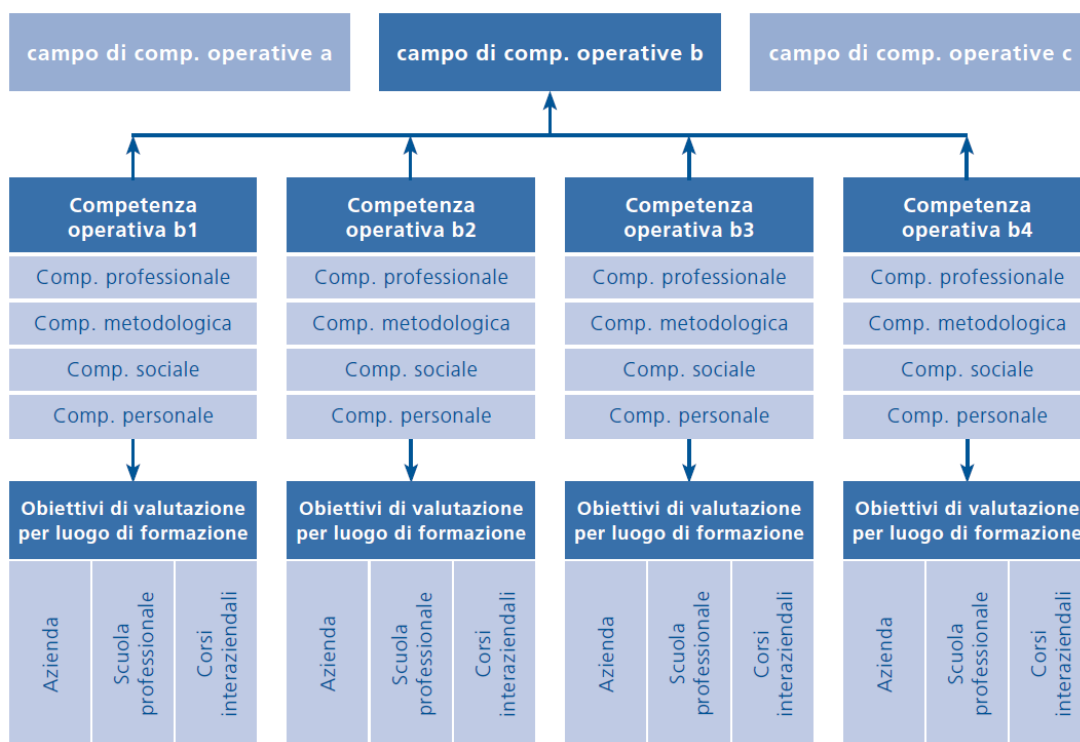 campo di comp. operative a
campo di comp. operative b
campo di comp. operative c
Competenza
operativa b1
Comp. professionale
Comp. metodologica
Comp. sociale
Comp. personale
Obiettivi di valutazione
per luogo di formazione
Azienda
Scuola
professionale
Corsi
interaziendali
Competenza
operativa b2
Comp. professionale
Comp. metodologica
Comp. sociale
Comp. personale
Obiettivi di valutazione
per luogo di formazione
Azienda
Scuola
professionale
Corsi
interaziendali
Competenza
operativa b3
Comp. professionale
Comp. metodologica
Comp. sociale
Comp. personale
Obiettivi di valutazione
per luogo di formazione
Azienda
Scuola
professionale
Corsi
interaziendali
Competenza
operativa b4
Comp. professionale
Comp. metodologica
Comp. sociale
Comp. personale
Obiettivi di valutazione
per luogo di formazione
Azienda
Scuola
professionale
Corsi
interaziendali